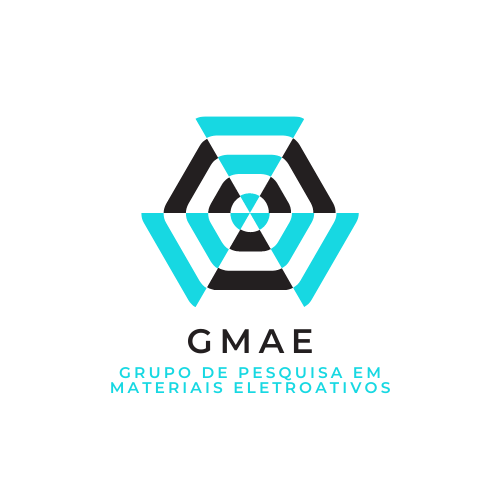 GMAE
GRUPO DE PESQUISA EM
MATERIAIS ELETROATIVOS